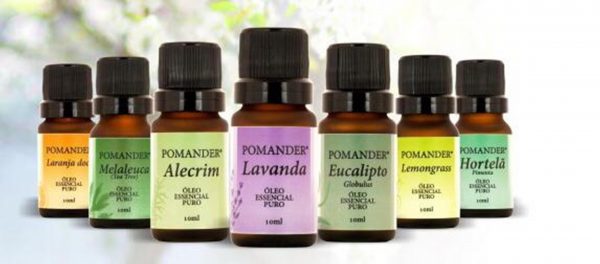 POMANDER®
Laranja doce
ÓLEO
ESSENCIAL
PURO
10ml
POMANDER®
Melaleuca
(Tea Tree)
ÓLEO
ESSENCIAL
PURO
10ml
POMANDER®
Alecrim
ÓLEO
ESSENCIAL
PURO
10ml
POMANDER®
Lavanda
ÓLEO
ESSENCIAL
PURO
10ml
POMANDER®
Eucalipto
Globulus
ÓLEO
ESSENCIAL
PURO
10ml
POMANDER®
Lemongrass
ÓLEO
ESSENCIAL
PURO
10ml
POMANDER®
Hortelã
Pimenta
ÓLEO
ESSENCIAL
PURO
10ml